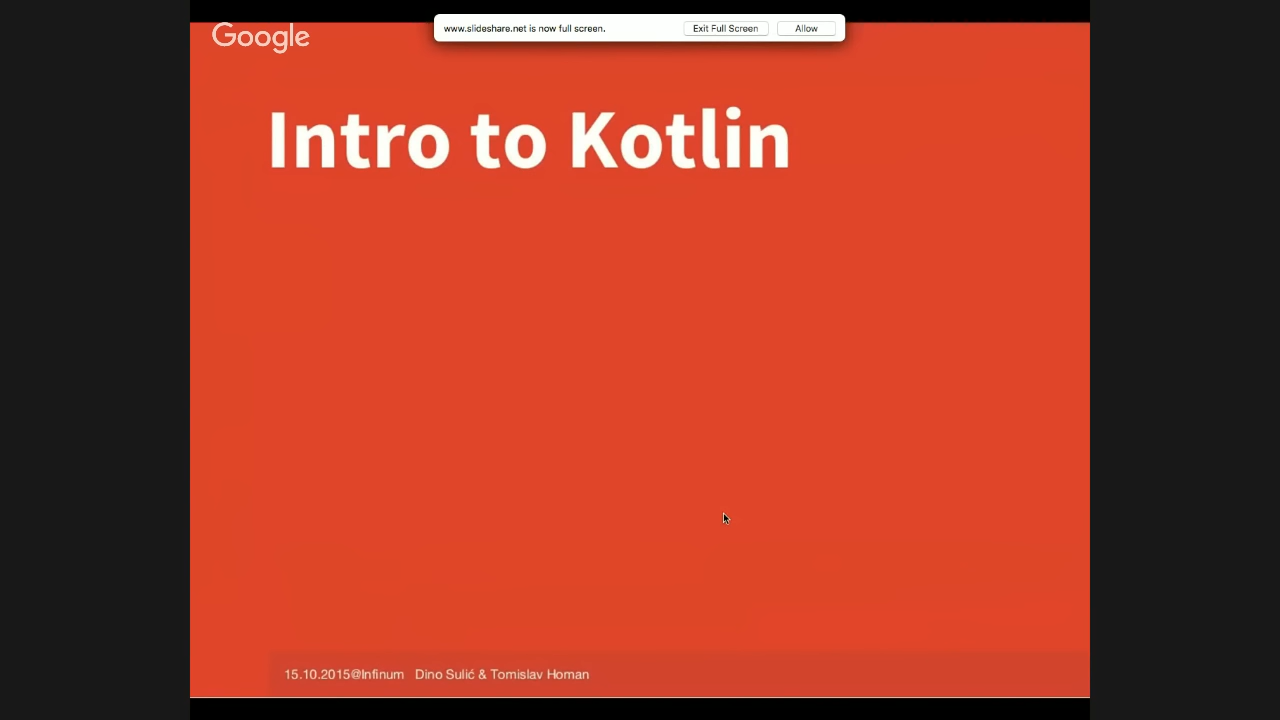 Google
www.slideshare.net is now full screen.
Exit Full Screen
Allow
Intro to Kotlin
15.10.2015@Infinum Dino Sulić & Tomislav Homan